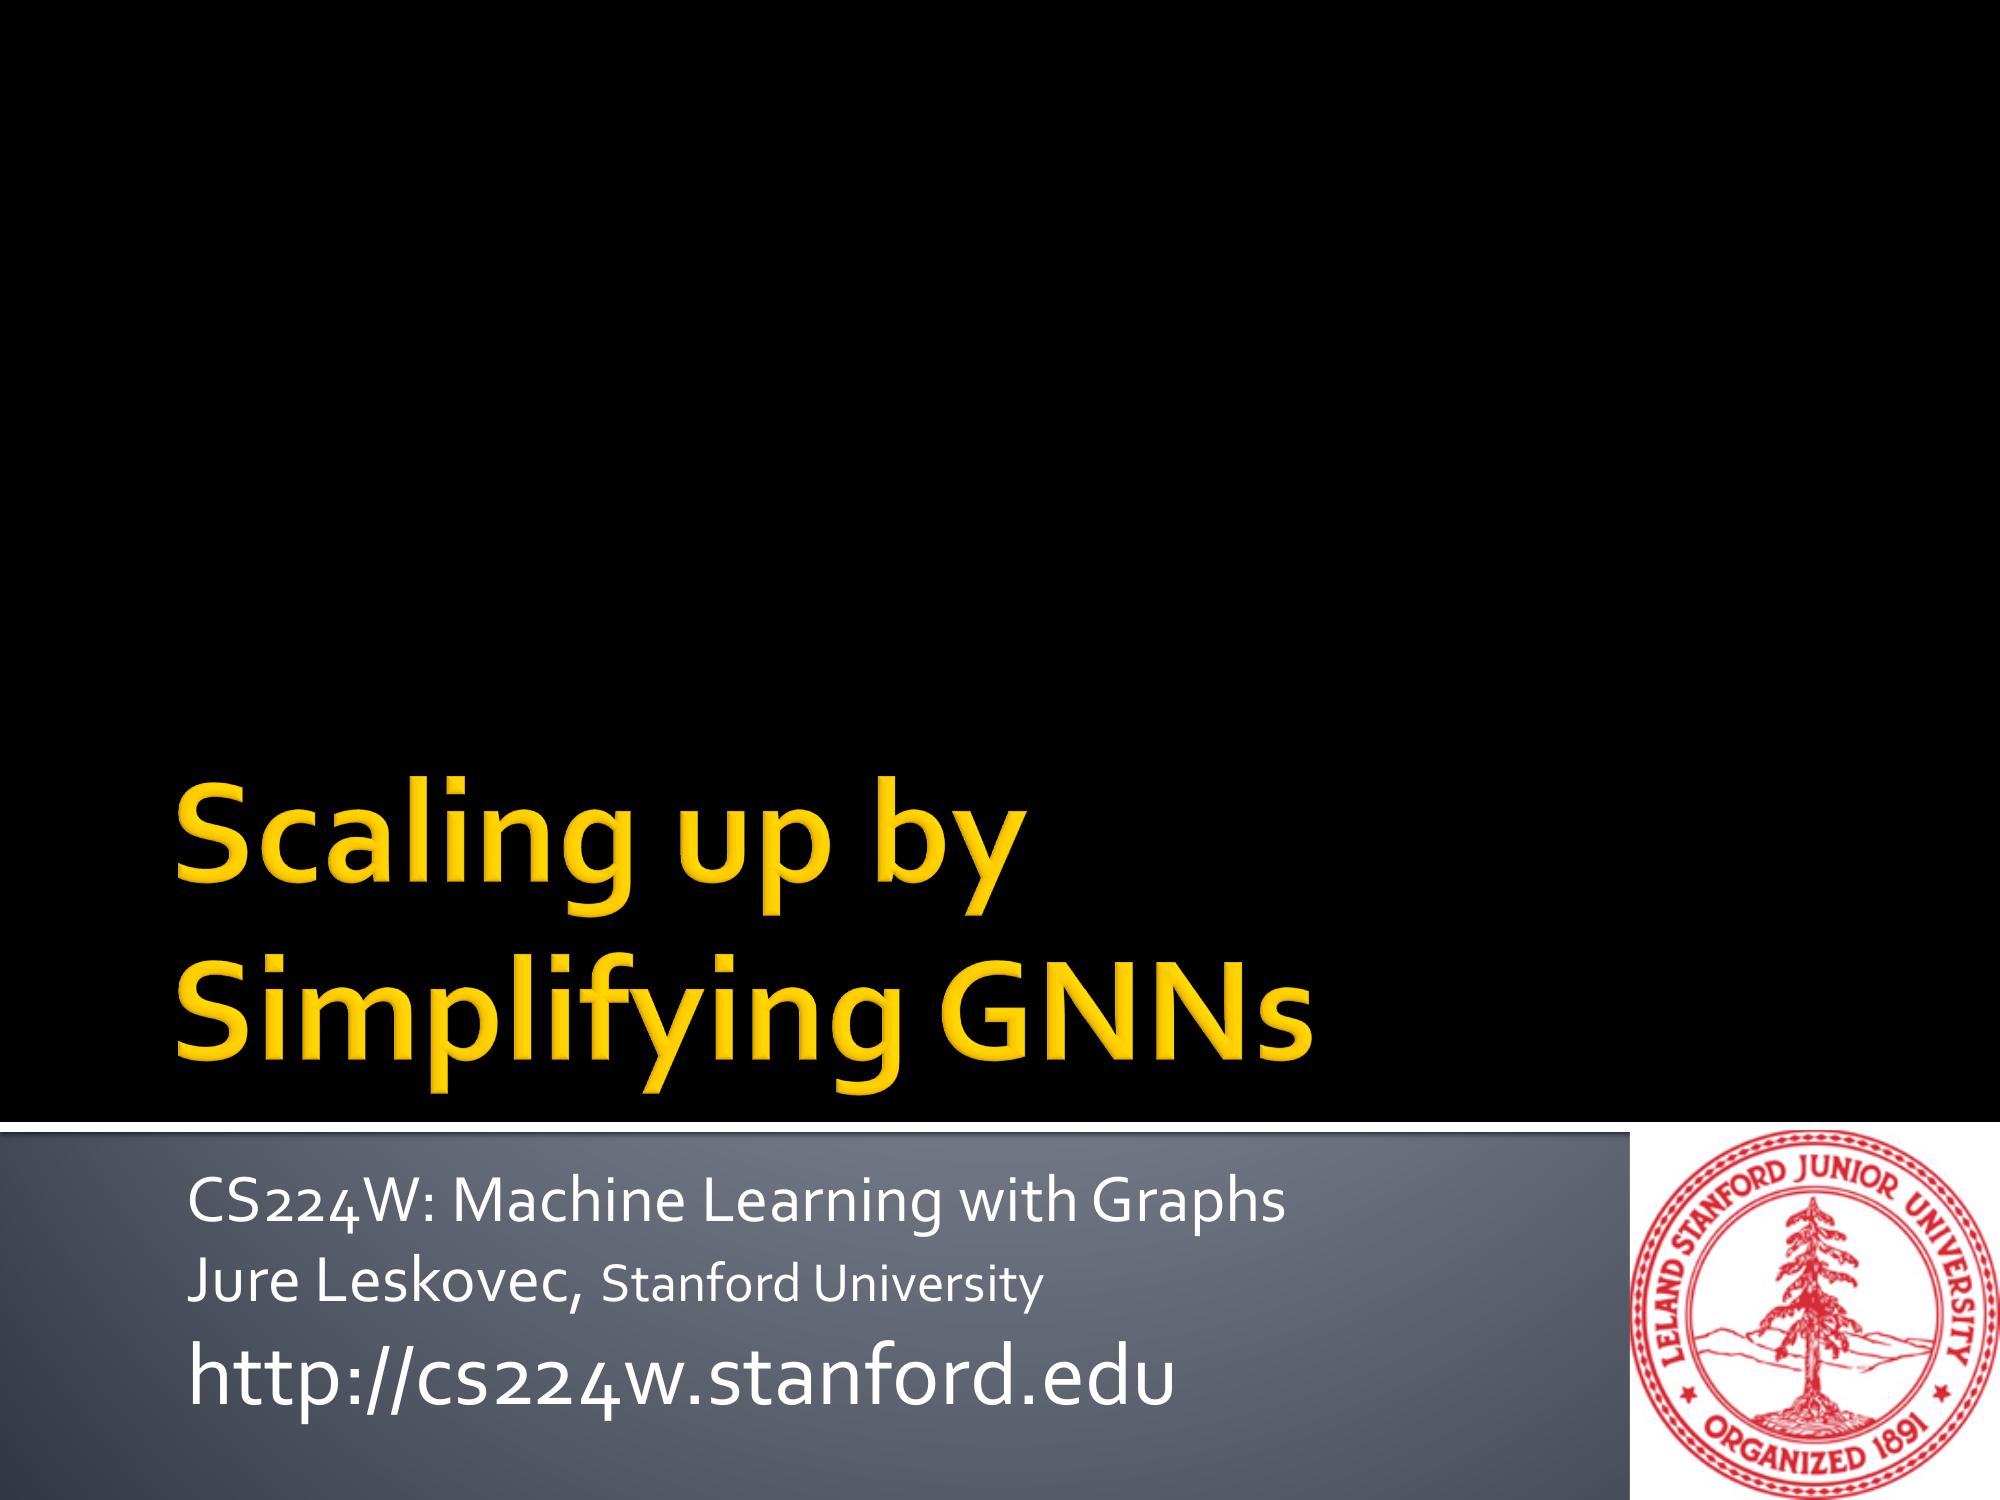 Scaling up by
Simplifying GNNs
CS224W: Machine Learning with Graphs
Jure Leskovec, Stanford University
http://cs224w.stanford.edu
LELAND STANFORD JUNIOR UNIVERSITY
ORGANIZED 1891